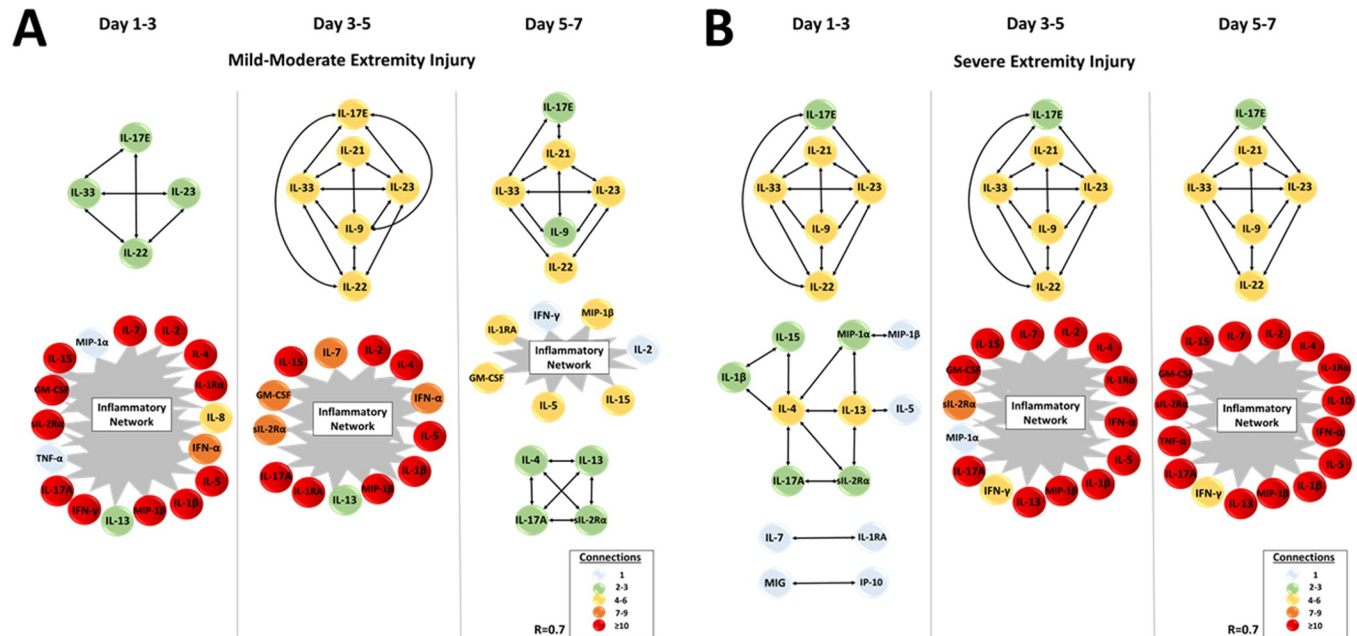 A
Day 1-3
Day 3-5
Day 5-7
Mild-Moderate Extremity Injury
IL-17E
IL-33
IL-23
IL-22
MIP-1α
IL-7
IL-2
IL-15
IL-4
GM-CSF
IL-1Rα
sIL-2Rα
IL-8
Inflammatory
Network
TNF-α
IFN-α
IL-17A
IL-5
IFN-γ
IL-13
MIP-1β
IL-1β
IL-17E
IL-21
IL-33
IL-23
IL-9
IL-22
IL-15
IL-7
IL-2
IL-4
GM-CSF
IFN-α
sIL-2Rα
Inflammatory
Network
IL-5
IL-17A
IL-1RA
IL-13
MIP-1β
IL-1β
IL-17E
IL-21
IL-33
IL-23
IL-9
IL-22
IFN-γ
MIP-1β
IL-1RA
IL-2
Inflammatory
Network
GM-CSF
IL-5
IL-15
IL-4
IL-13
IL-17A
sIL-2Rα
Connections
1
2-3
4-6
7-9
≥10
R=0.7
B
Day 1-3
Day 3-5
Day 5-7
Severe Extremity Injury
IL-17E
IL-21
IL-33
IL-23
IL-9
IL-22
IL-15
MIP-1α
MIP-1β
IL-1β
IL-4
IL-13
IL-5
IL-17A
sIL-2Rα
IL-7
IL-1RA
MIG
IP-10
IL-17E
IL-21
IL-33
IL-23
IL-9
IL-22
IL-15
IL-7
IL-2
IL-4
GM-CSF
IL-1Rα
sIL-2Rα
Inflammatory
Network
IFN-α
MIP-1α
IL-17A
IL-5
IFN-γ
IL-13
MIP-1β
IL-1β
IL-17E
IL-21
IL-33
IL-23
IL-9
IL-22
IL-15
IL-7
IL-2
IL-4
GM-CSF
IL-1Rα
sIL-2Rα
IL-10
Inflammatory
Network
TNF-α
IFN-α
IL-17A
IL-5
IFN-γ
IL-13
MIP-1β
IL-1β
Connections
1
2-3
4-6
7-9
≥10
R=0.7